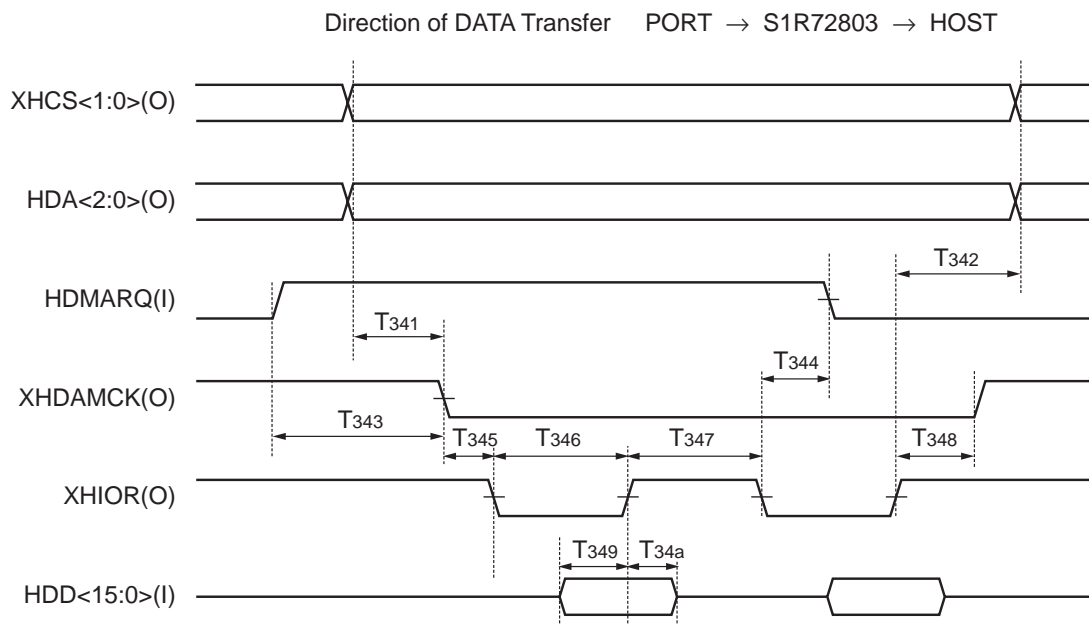 Direction of DATA Transfer PORT → S1R72803 → HOST
XHCS<1:0>(O)
HDA<2:0>(O)
T342
HDMARQ(I)
T341
T344
XHDAMCK(O)
T343
T345
T346
T347
T348
XHIOR(O)
T349
T34a
HDD<15:0>(I)